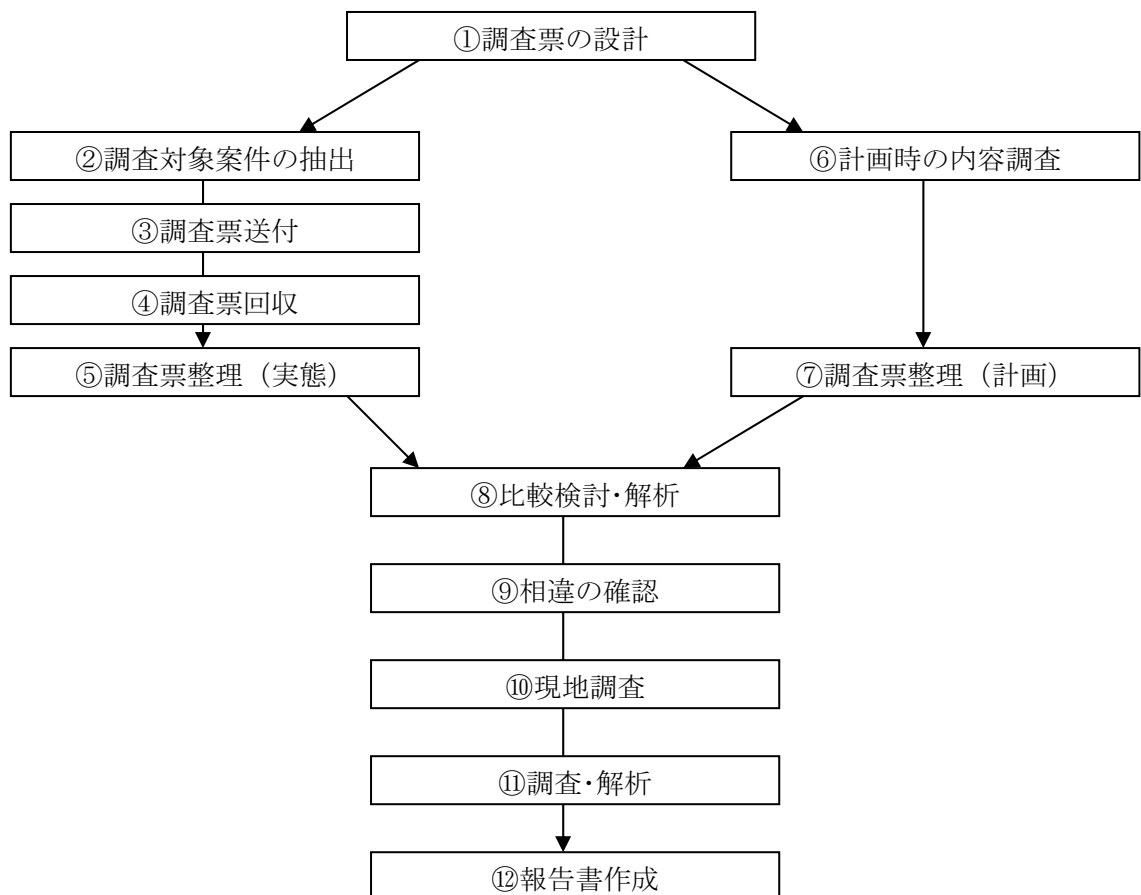 ①調査票の設計
②調査対象案件の抽出
⑥計画時の内容調査
③調査票送付
④調査票回収
⑤調査票整理（実態）
⑦調査票整理（計画）
⑧比較検討･解析
⑨相違の確認
⑩現地調査
⑪調査･解析
⑫報告書作成